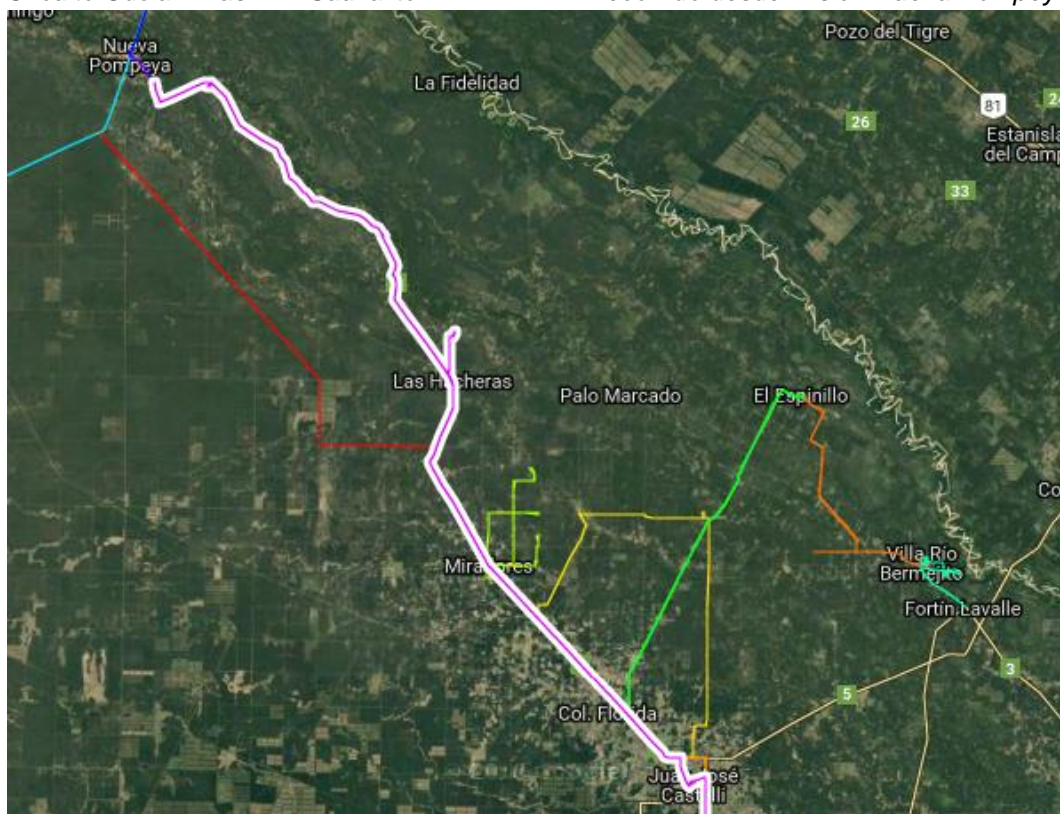 Nueva
Pompeya
Pozo del Tigre
La Fidelidad
81
26
Estanisla
del Camp
33
Las Hacheras
Palo Marcado
El Espinillo
Co
Miraflores
Villa Río
Bermejito
Fortín Lavalle
3
5
Col. Florida
Juan José
Castelli